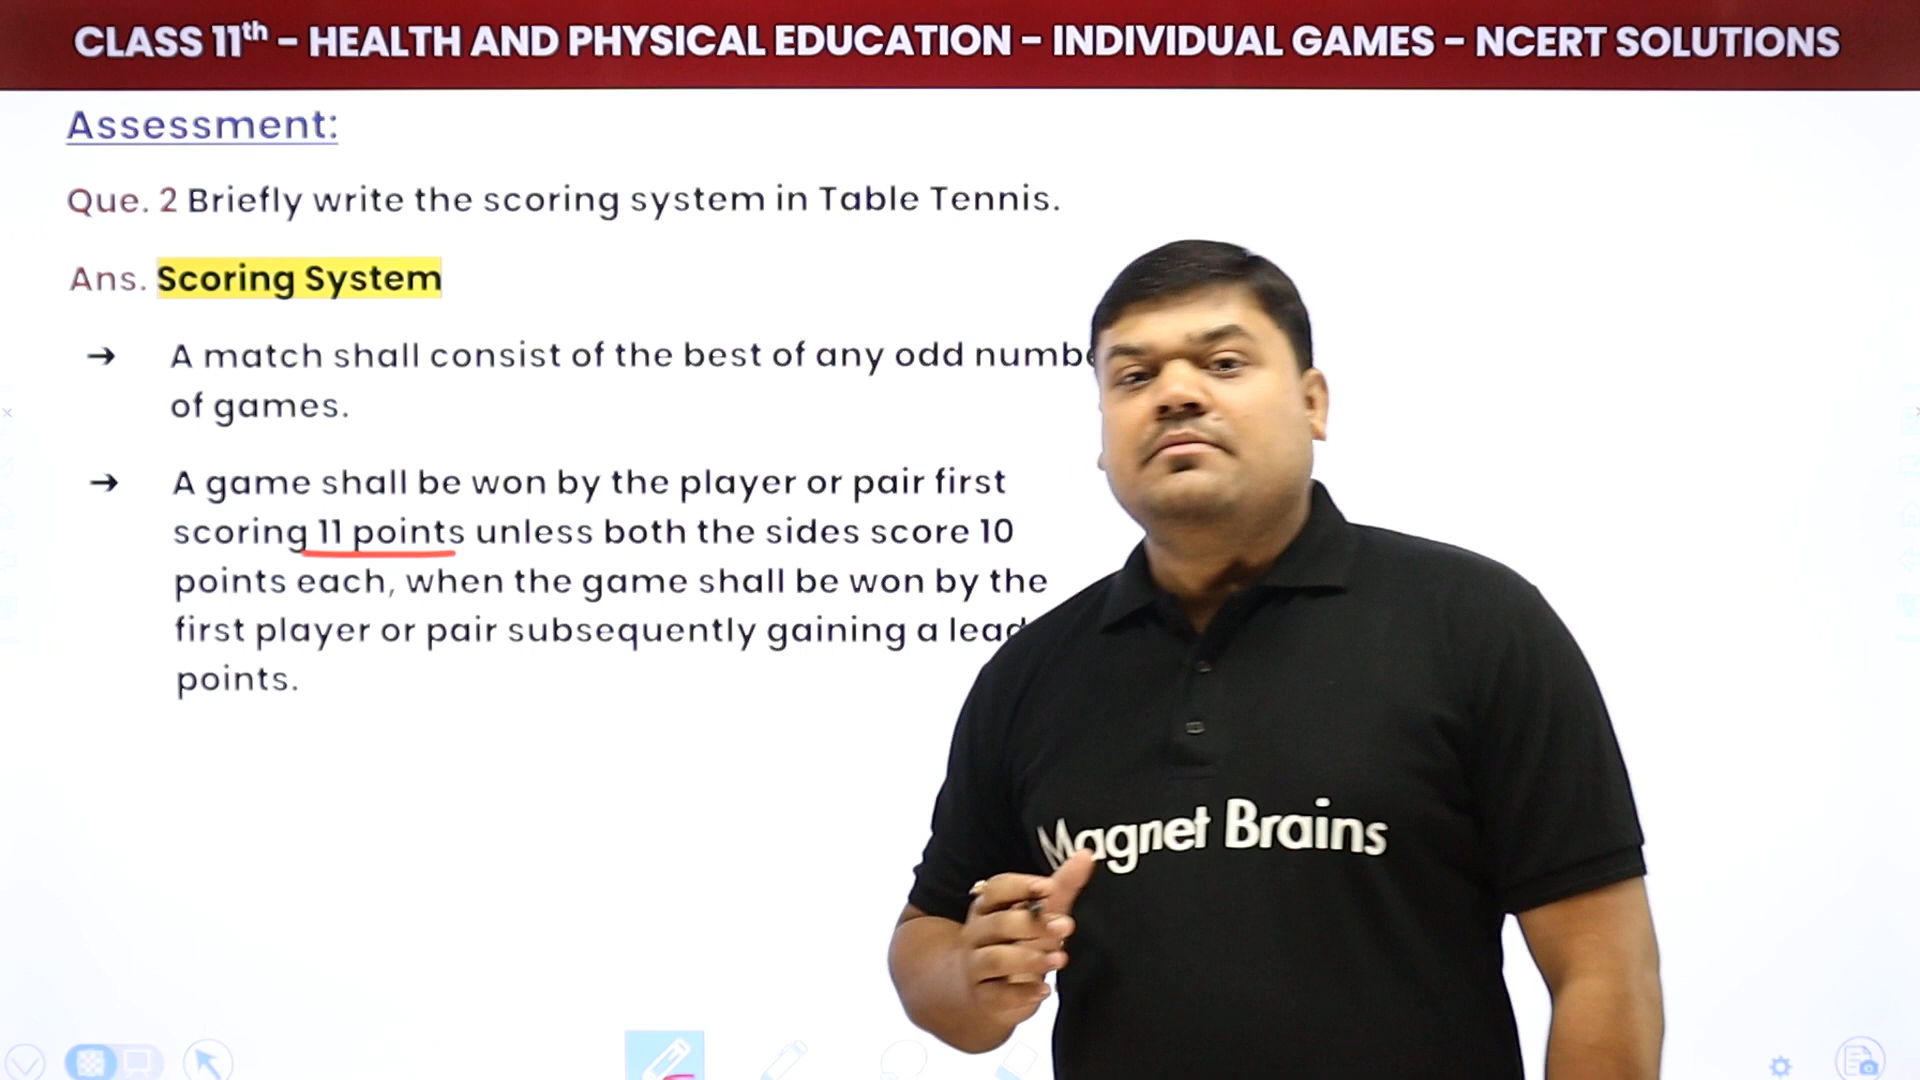 CLASS 11th – HEALTH AND PHYSICAL EDUCATION – INDIVIDUAL GAMES – NCERT SOLUTIONS
Assessment:
Que. 2 Briefly write the scoring system in Table Tennis.
Ans. Scoring System
→ A match shall consist of the best of any odd numbe
of games.
→ A game shall be won by the player or pair first
scoring 11 points unless both the sides score 10
points each, when the game shall be won by the
first player or pair subsequently gaining a lead
points.
Magnet Brains